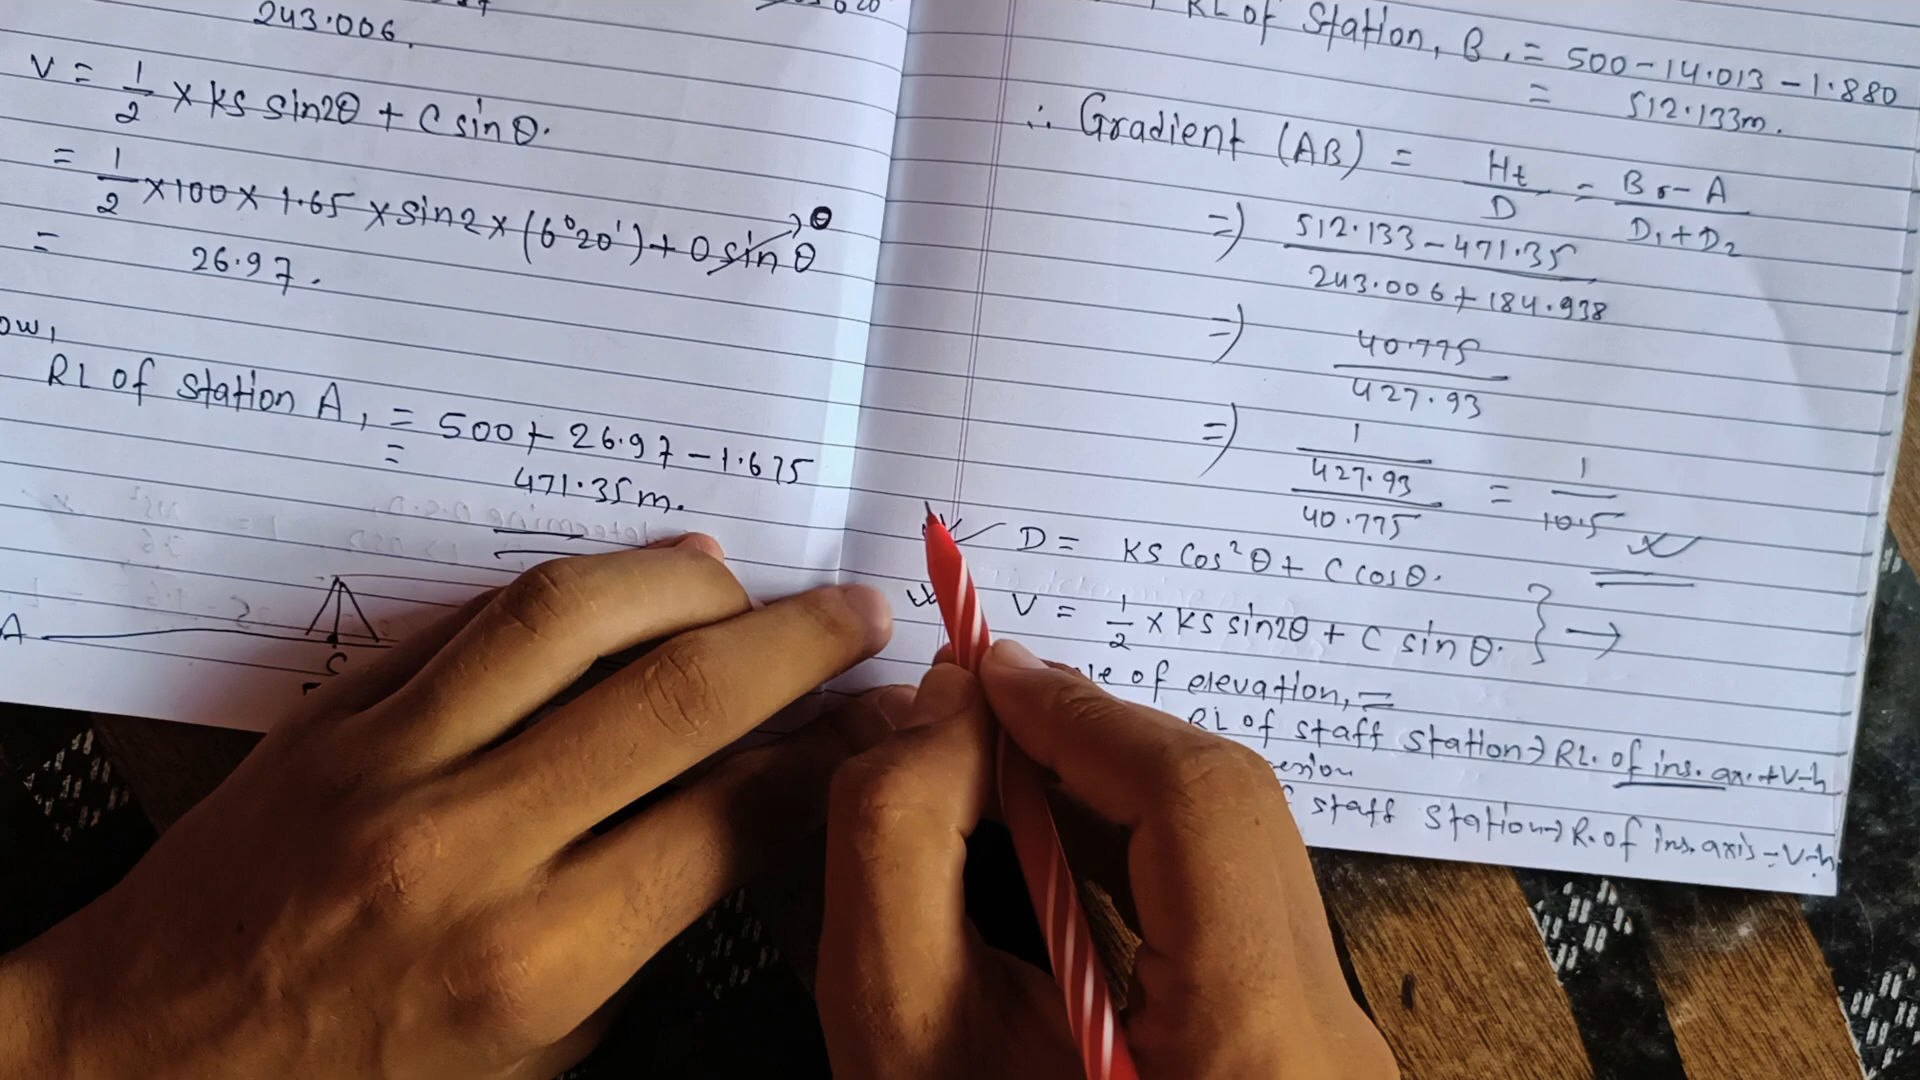 243.006.
V = 1/2 × KS sin2θ + C sinθ.
= 1/2 × 100 × 1.65 × sin2 × (6°20') + 0 sinθ → 0
= 26.97.
ow,
RL of Station A, = 500 + 26.97 - 1.675
= 471.35m.
A
C
RL of Station, B, = 500 - 14.013 - 1.880
= 512.133m.
∴ Gradient (AB) = Ht/D = Br - A/D1 + D2
=) 512.133 - 471.35/243.006 + 184.938
=) 40.775/427.93
=) 1/427.93/40.775 = 1/10.5
D = KS Cos²θ + C cosθ.
V = 1/2 × KS sin2θ + C sinθ. } →
le of elevation, =
RL of staff station → RL. of ins. ax. + V - h
ession
staff station → R. of ins. axis - V - h